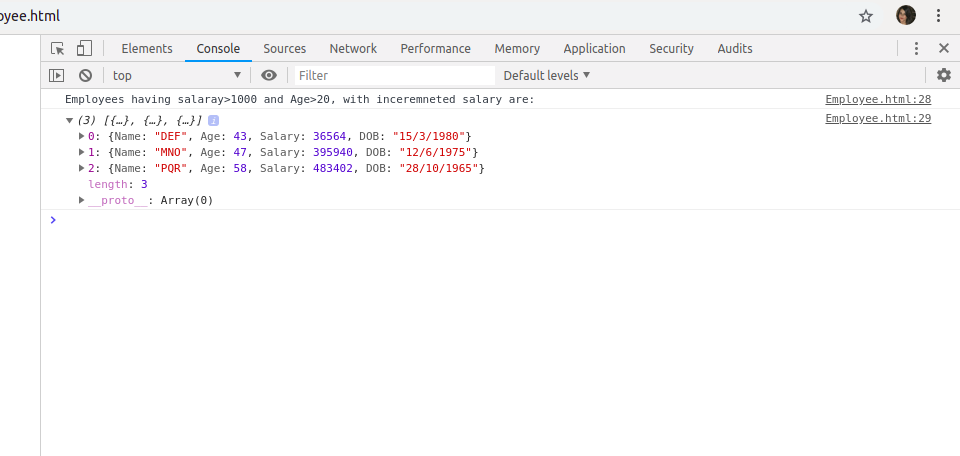 oyee.html
Elements Console Sources Network Performance Memory Application Security Audits
top Filter Default levels
Employees having salaray>1000 and Age>20, with inceremneted salary are: Employee.html:28
(3) [{…}, {…}, {…}] i Employee.html:29
0: {Name: "DEF", Age: 43, Salary: 36564, DOB: "15/3/1980"}
1: {Name: "MNO", Age: 47, Salary: 395940, DOB: "12/6/1975"}
2: {Name: "PQR", Age: 58, Salary: 483402, DOB: "28/10/1965"}
length: 3
__proto__: Array(0)